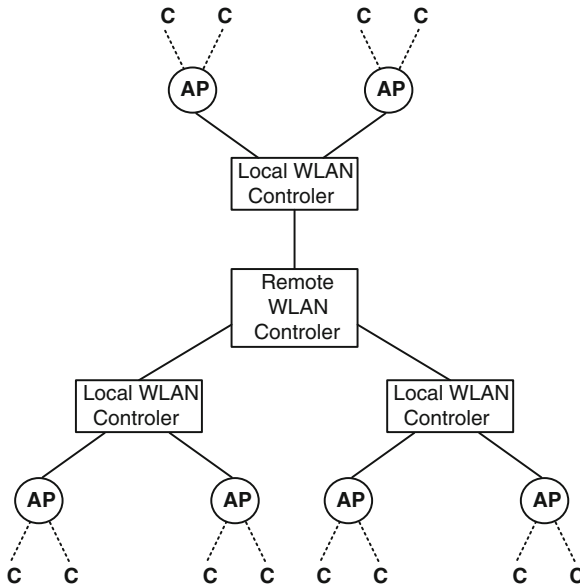 C C C C
AP AP
Local WLAN
Controler
Remote
WLAN
Controler
Local WLAN
Controler
Local WLAN
Controler
AP AP AP AP
C C C C C C C C